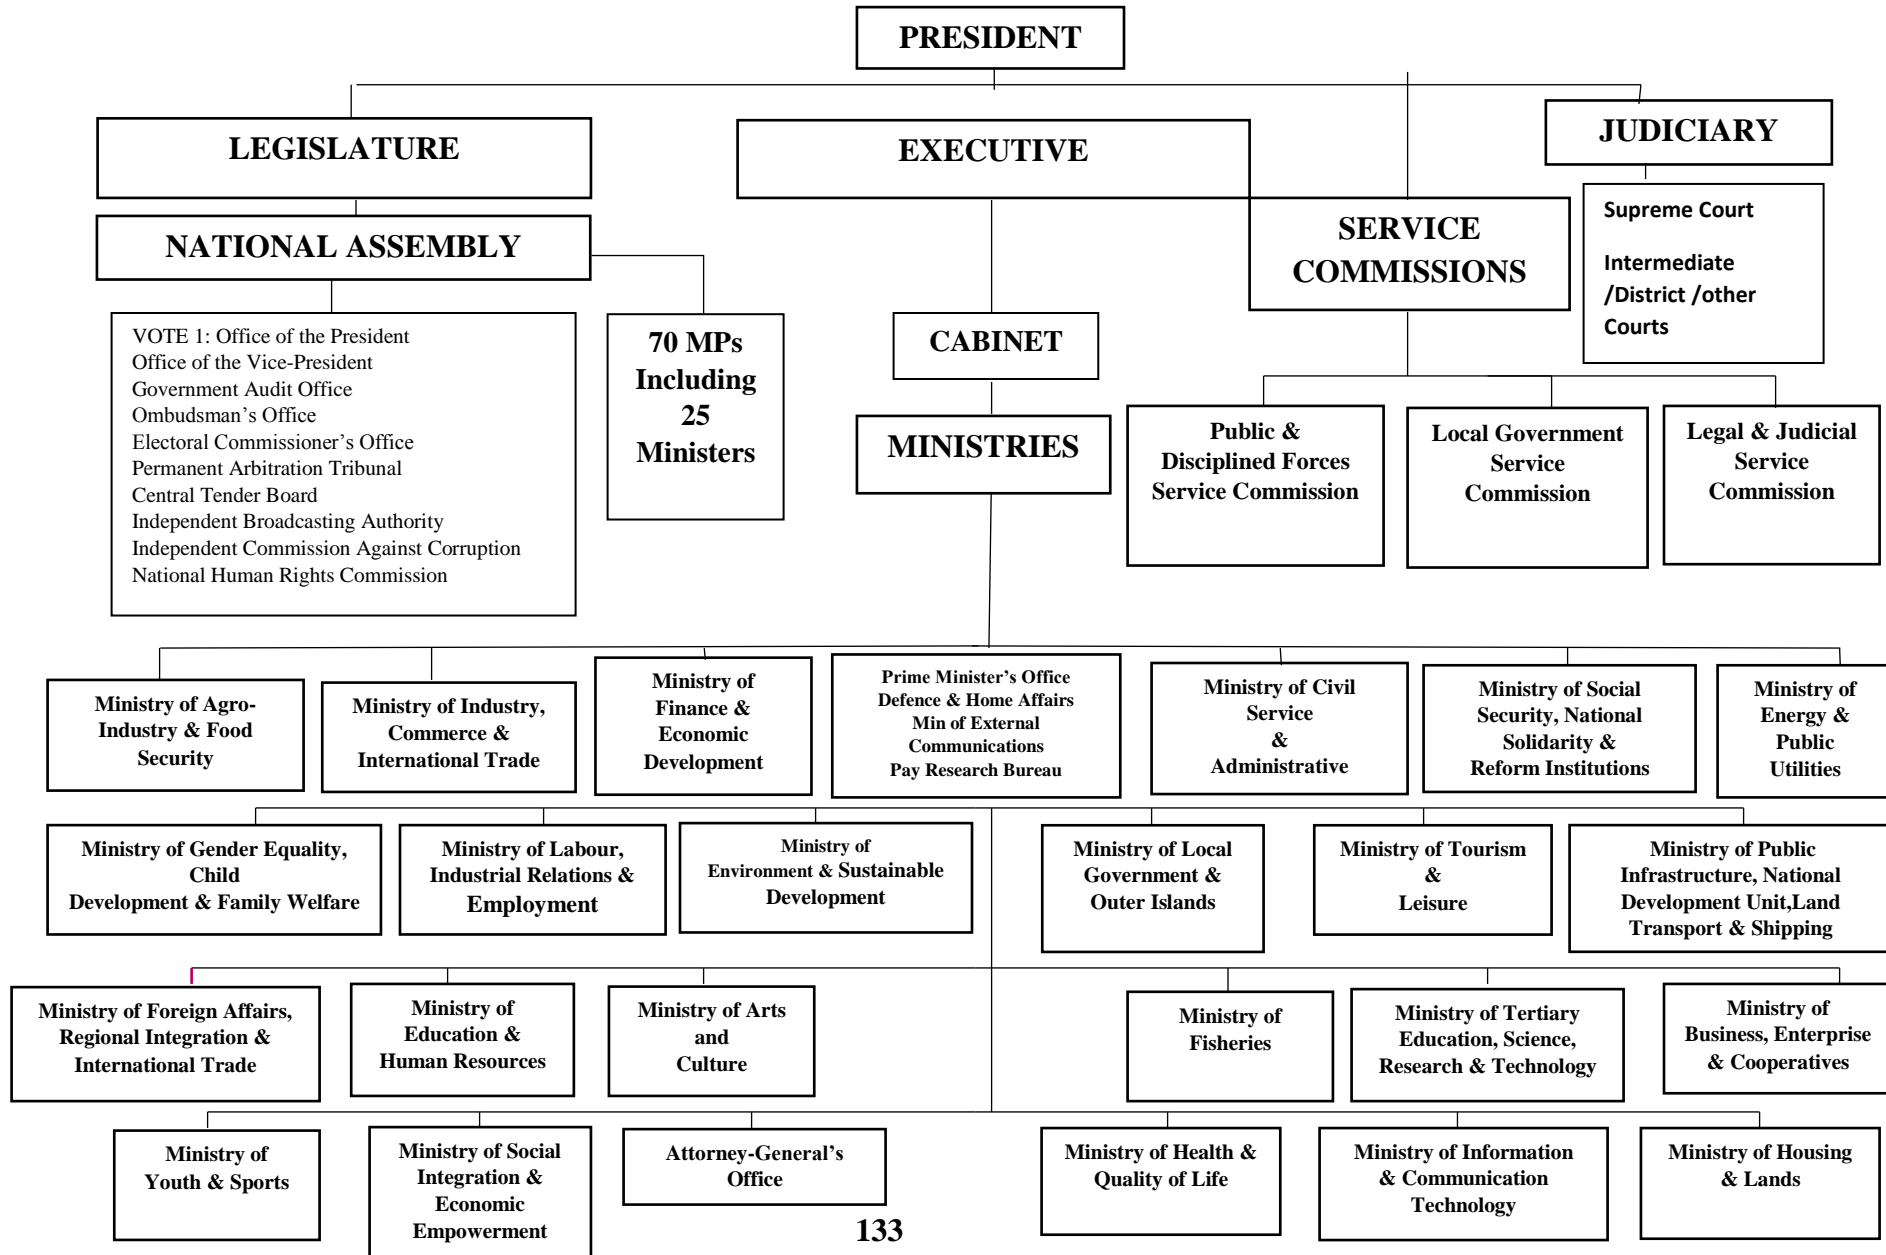 PRESIDENT
LEGISLATURE
EXECUTIVE
JUDICIARY
NATIONAL ASSEMBLY
SERVICE
COMMISSIONS
Supreme Court
Intermediate
/District /other
Courts
VOTE 1: Office of the President
Office of the Vice-President
Government Audit Office
Ombudsman’s Office
Electoral Commissioner’s Office
Permanent Arbitration Tribunal
Central Tender Board
Independent Broadcasting Authority
Independent Commission Against Corruption
National Human Rights Commission
70 MPs
Including
25
Ministers
CABINET
MINISTRIES
Public &
Disciplined Forces
Service Commission
Local Government
Service
Commission
Legal & Judicial
Service
Commission
Ministry of Agro-
Industry & Food
Security
Ministry of Industry,
Commerce &
International Trade
Ministry of
Finance &
Economic
Development
Prime Minister’s Office
Defence & Home Affairs
Min of External
Communications
Pay Research Bureau
Ministry of Civil
Service
&
Administrative
Ministry of Social
Security, National
Solidarity &
Reform Institutions
Ministry of
Energy &
Public
Utilities
Ministry of Gender Equality,
Child
Development & Family Welfare
Ministry of Labour,
Industrial Relations &
Employment
Ministry of
Environment & Sustainable
Development
Ministry of Local
Government &
Outer Islands
Ministry of Tourism
&
Leisure
Ministry of Public
Infrastructure, National
Development Unit,Land
Transport & Shipping
Ministry of Foreign Affairs,
Regional Integration &
International Trade
Ministry of
Education &
Human Resources
Ministry of Arts
and
Culture
Ministry of
Fisheries
Ministry of Tertiary
Education, Science,
Research & Technology
Ministry of
Business, Enterprise
& Cooperatives
Ministry of
Youth & Sports
Ministry of Social
Integration &
Economic
Empowerment
Attorney-General’s
Office
Ministry of Health &
Quality of Life
Ministry of Information
& Communication
Technology
Ministry of Housing
& Lands
133